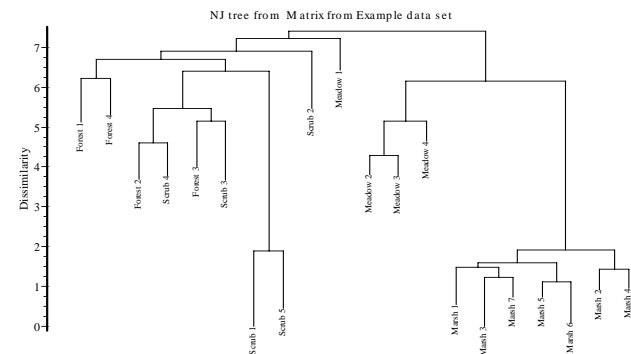 NJ tree from Matrix from Example data set
Dissimilarity
7
6
5
4
3
2
1
0
Forest 1
Forest 4
Forest 2
Scrub 4
Forest 3
Scrub 3
Scrub 1
Scrub 5
Scrub 2
Meadow 1
Meadow 2
Meadow 3
Meadow 4
Marsh 1
Marsh 3
Marsh 7
Marsh 5
Marsh 6
Marsh 2
Marsh 4